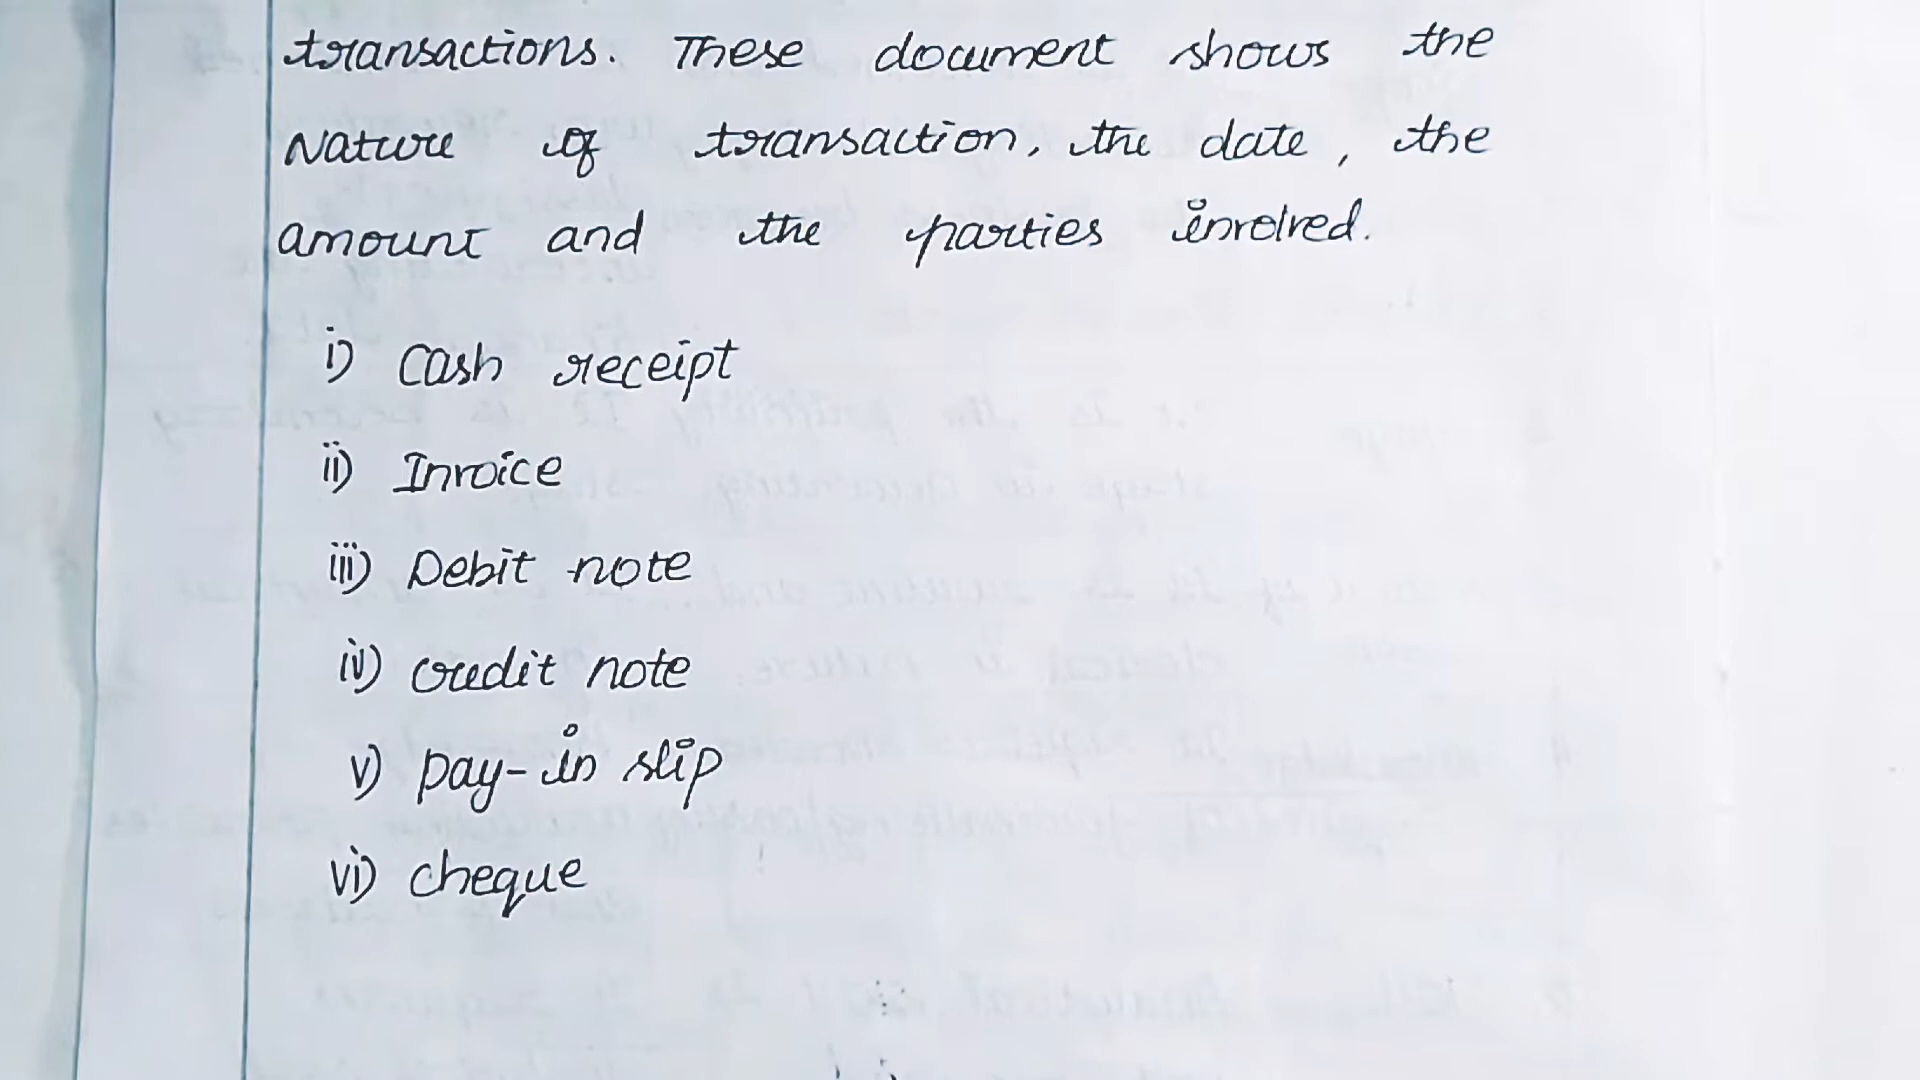 transactions. These document shows the
Nature of transaction, the date, the
amount and the parties involved.
i) Cash receipt
ii) Invoice
iii) Debit note
iv) credit note
v) pay-in slip
vi) cheque